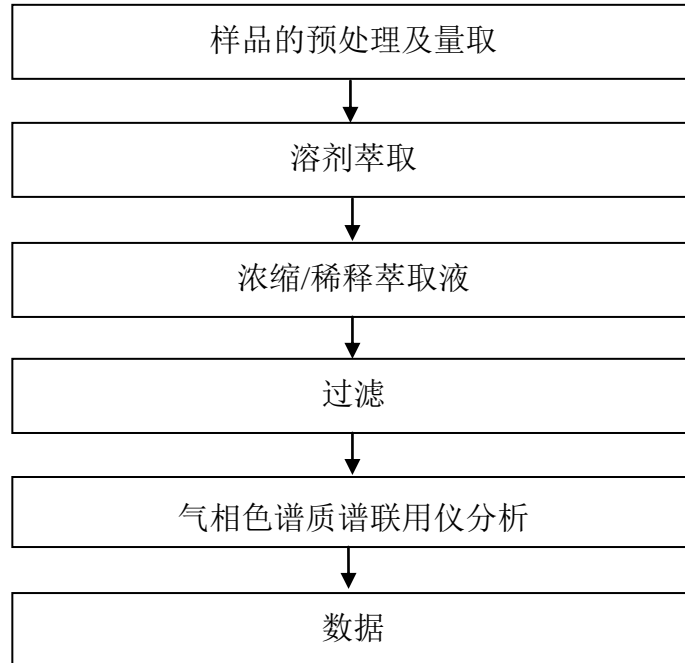 样品的预处理及量取
溶剂萃取
浓缩/稀释萃取液
过滤
气相色谱质谱联用仪分析
数据